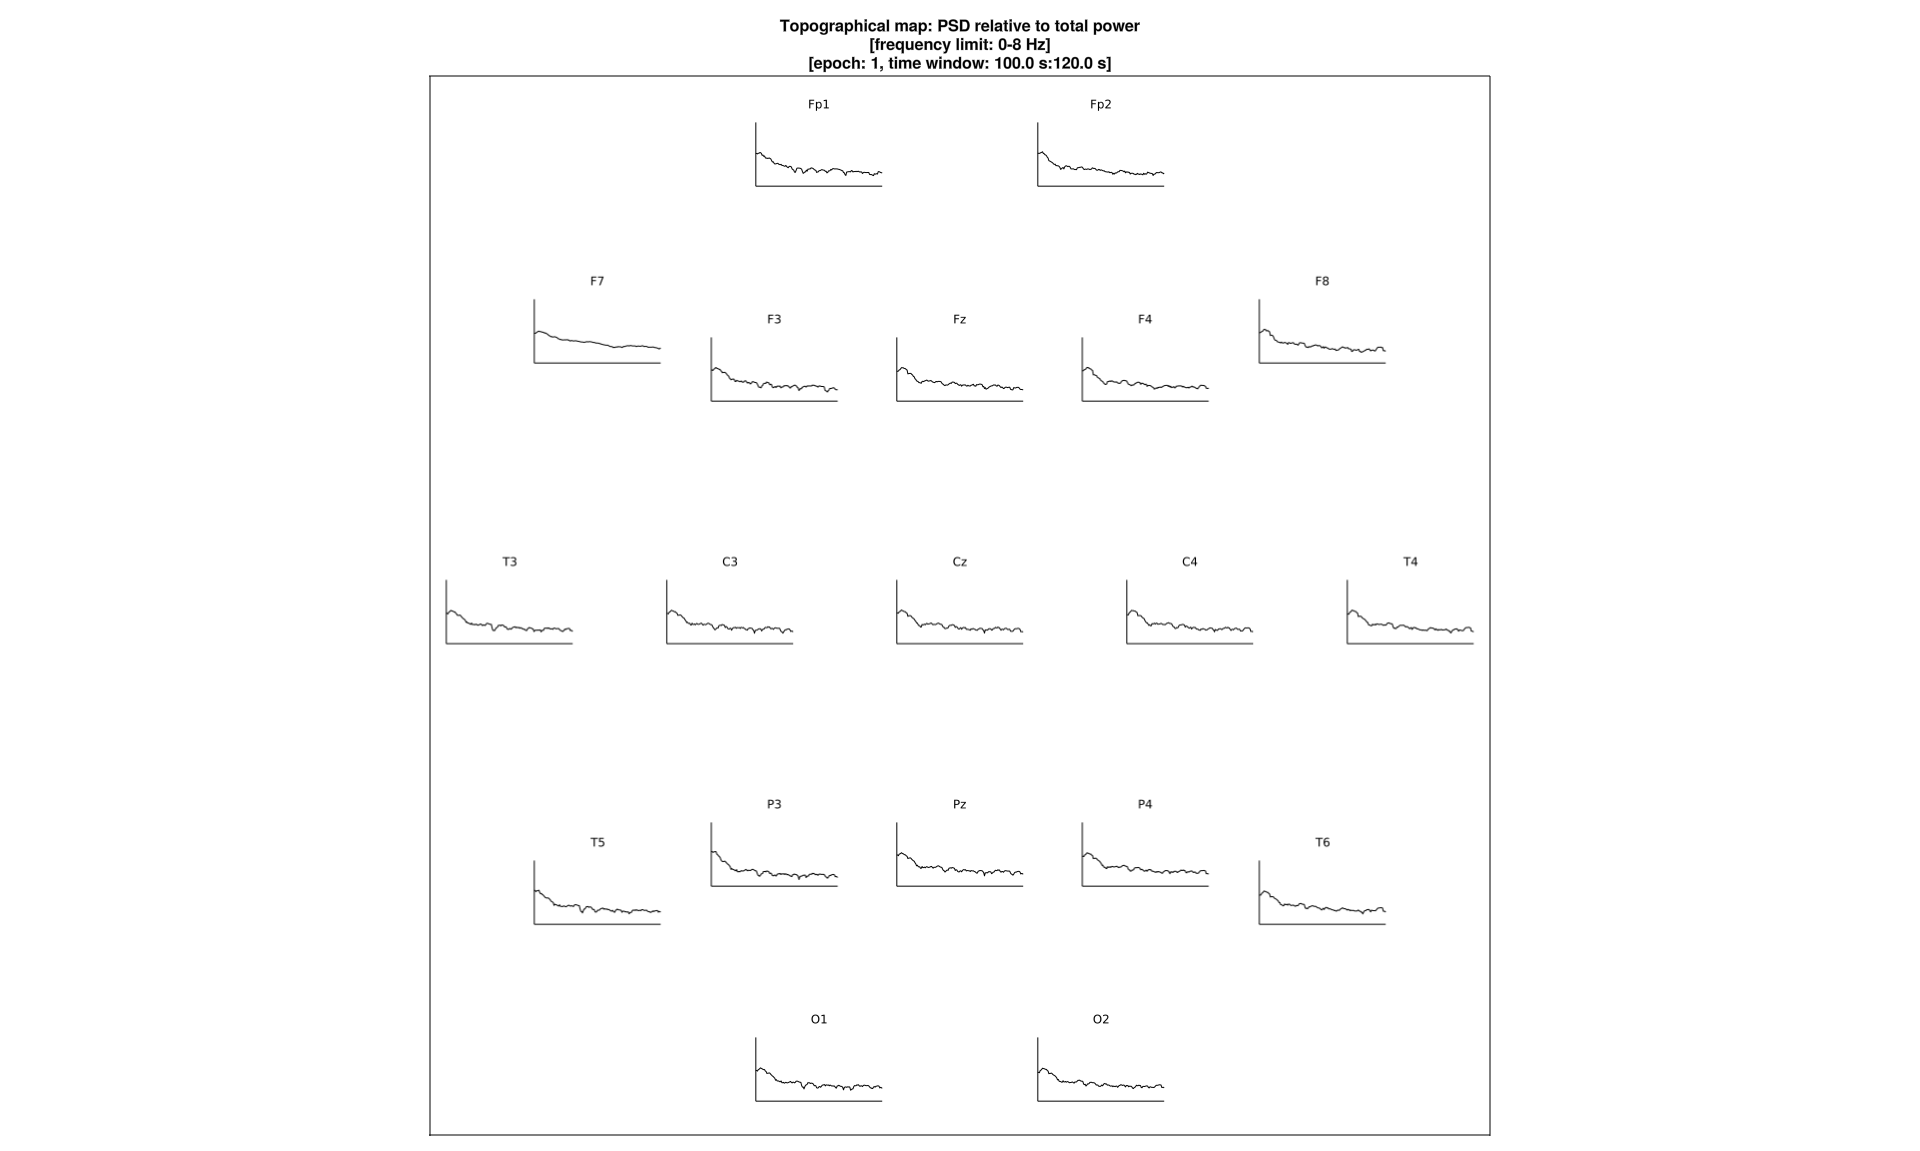 Topographical map: PSD relative to total power
[frequency limit: 0-8 Hz]
[epoch: 1, time window: 100.0 s:120.0 s]
Fp1
Fp2
F7
F8
F3
Fz
F4
T3
C3
Cz
C4
T4
P3
Pz
P4
T5
T6
O1
O2